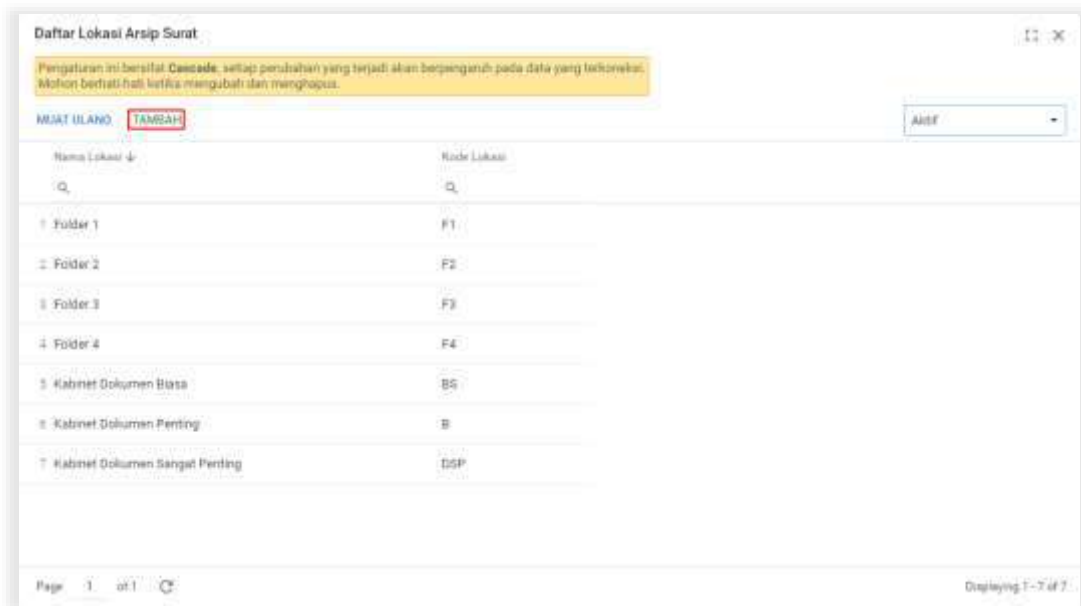 Daftar Lokasi Arsip Surat
Pengaturan ini bersifat Cascade, setiap perubahan yang terjadi akan berpengaruh pada data yang terkoneksi.
Mohon berhati-hati ketika mengubah dan menghapus.
MUAT ULANG TAMBAH Aktif
Nama Lokasi Kode Lokasi
1 Folder 1 F1
2 Folder 2 F2
3 Folder 3 F3
4 Folder 4 F4
5 Kabinet Dokumen Biasa BS
6 Kabinet Dokumen Penting B
7 Kabinet Dokumen Sangat Penting DSP
Page 1 of 1 Displaying 1 - 7 of 7